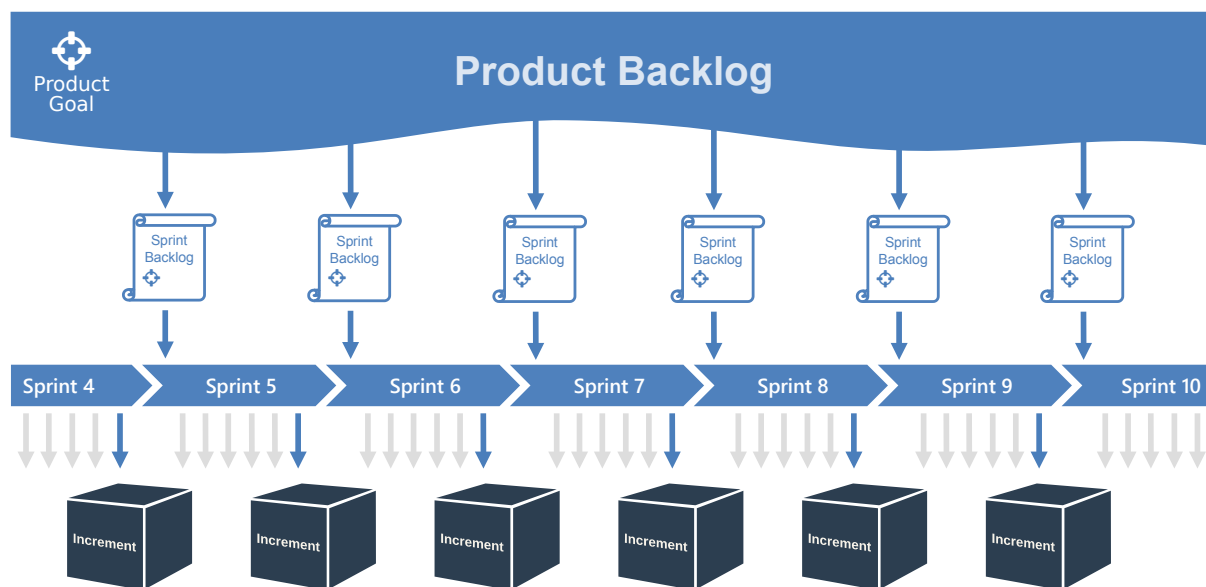 Product Backlog
Product
Goal
Sprint
Backlog
Sprint
Backlog
Sprint
Backlog
Sprint
Backlog
Sprint
Backlog
Sprint
Backlog
Sprint 4
Sprint 5
Sprint 6
Sprint 7
Sprint 8
Sprint 9
Sprint 10
Increment
Increment
Increment
Increment
Increment
Increment